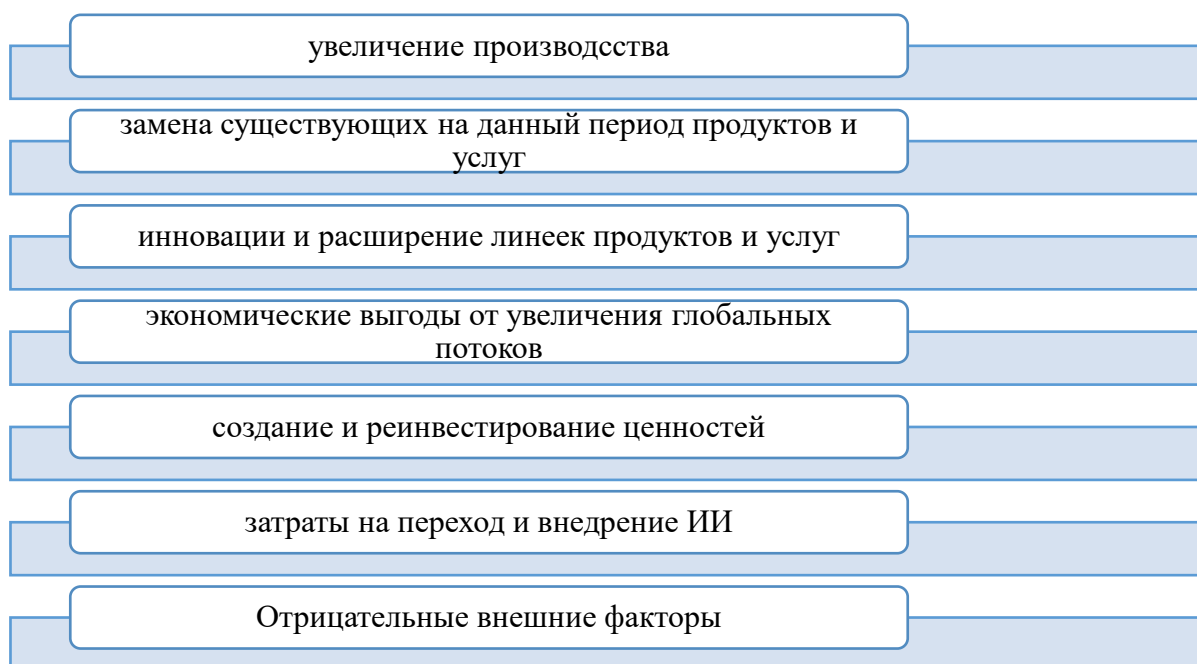 увеличение производсства
замена существующих на данный период продуктов и
услуг
инновации и расширение линеек продуктов и услуг
экономические выгоды от увеличения глобальных
потоков
создание и реинвестирование ценностей
затраты на переход и внедрение ИИ
Отрицательные внешние факторы